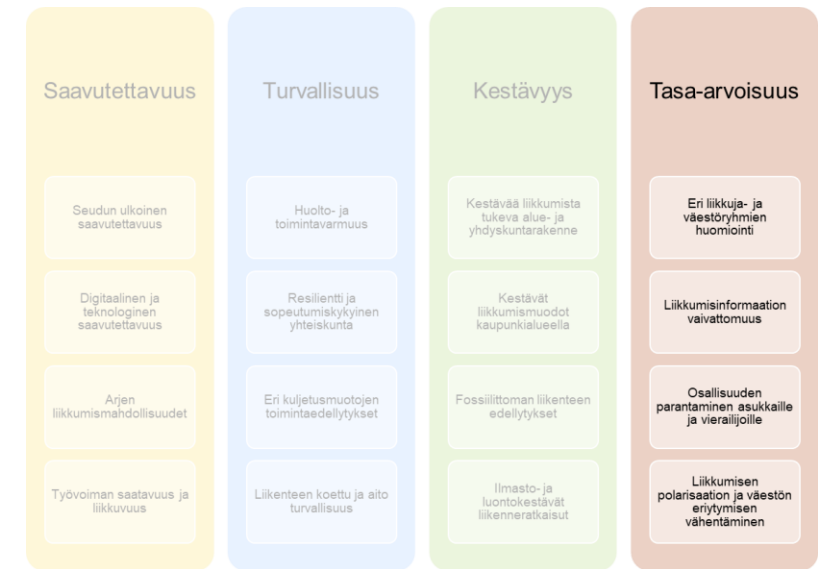 Saavutettavuus
Seudun ulkoinen
saavutettavuus
Digitaalinen ja
teknologinen
saavutettavuus
Arjen
liikkumismahdollisuudet
Työvoiman saatavuus ja
liikkuvuus
Turvallisuus
Huolto- ja
toimintavarmuus
Resilientti ja
sopeutumiskykyinen
yhteiskunta
Eri kuljetusmuotojen
toimintaedellytykset
Liikenteen koettu ja aito
turvallisuus
Kestävyys
Kestävää liikkumista
tukeva alue- ja
yhdyskuntarakenne
Kestävät
liikkumismuodot
kaupunkialueella
Fossiilittoman liikenteen
edellytykset
Ilmasto- ja
luontokestävät
liikenneratkaisut
Tasa-arvoisuus
Eri liikkuja- ja
väestöryhmien
huomiointi
Liikkumisinformaation
vaivattomuus
Osallisuuden
parantaminen asukkaille
ja vierailijoille
Liikkumisen
polarisaation ja väestön
eriytymisen
vähentäminen